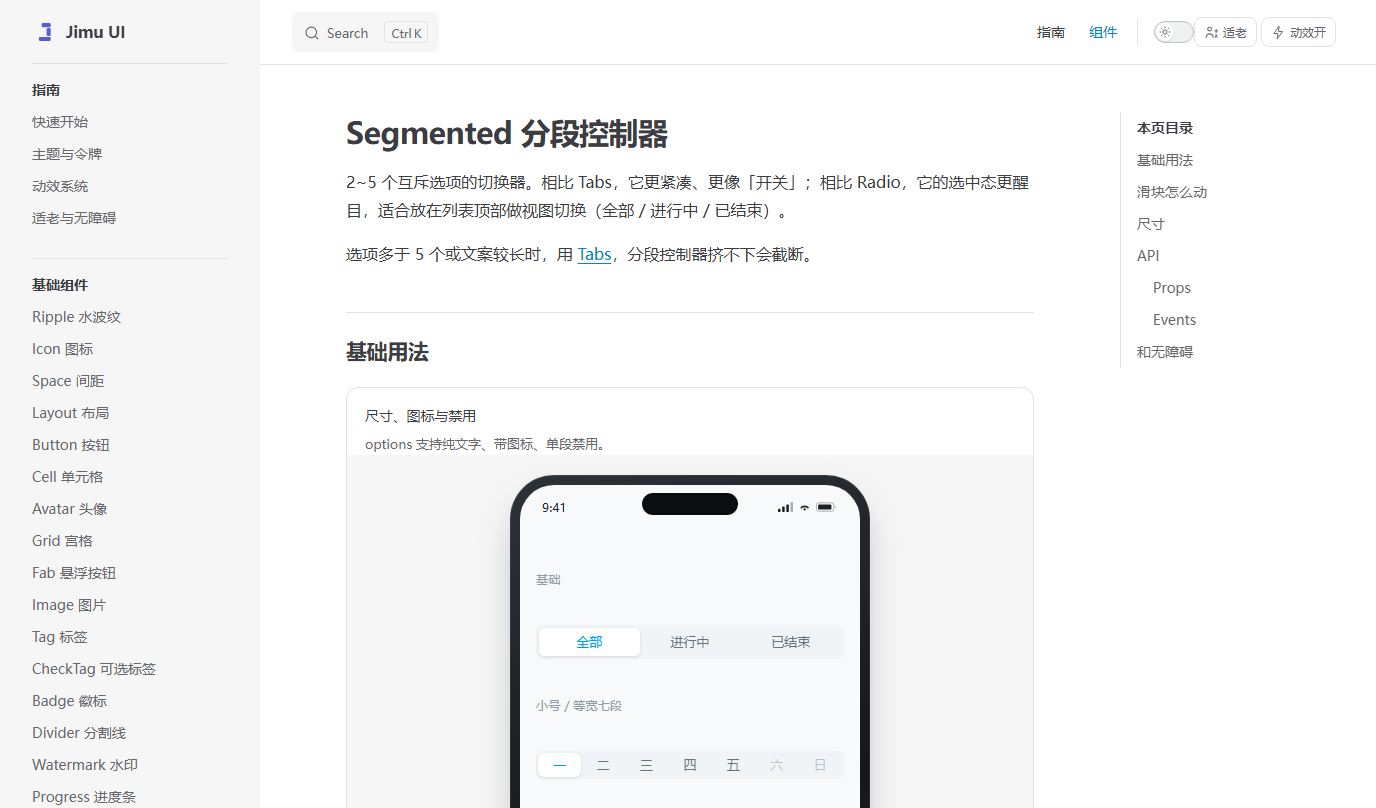 Jimu UI
Search Ctrl K
指南 组件 适老 动效开
指南
快速开始
主题与令牌
动效系统
适老与无障碍
基础组件
Ripple 水波纹
Icon 图标
Space 间距
Layout 布局
Button 按钮
Cell 单元格
Avatar 头像
Grid 宫格
Fab 悬浮按钮
Image 图片
Tag 标签
CheckTag 可选标签
Badge 徽标
Divider 分割线
Watermark 水印
Progress 进度条
Segmented 分段控制器
2~5 个互斥选项的切换器。相比 Tabs，它更紧凑、更像「开关」；相比 Radio，它的选中态更醒
目，适合放在列表顶部做视图切换（全部 / 进行中 / 已结束）。
选项多于 5 个或文案较长时，用 Tabs，分段控制器挤不下会截断。
基础用法
尺寸、图标与禁用
options 支持纯文字、带图标、单段禁用。
9:41
基础
全部 进行中 已结束
小号 / 等宽七段
一 二 三 四 五 六 日
本页目录
基础用法
滑块怎么动
尺寸
API
Props
Events
和无障碍